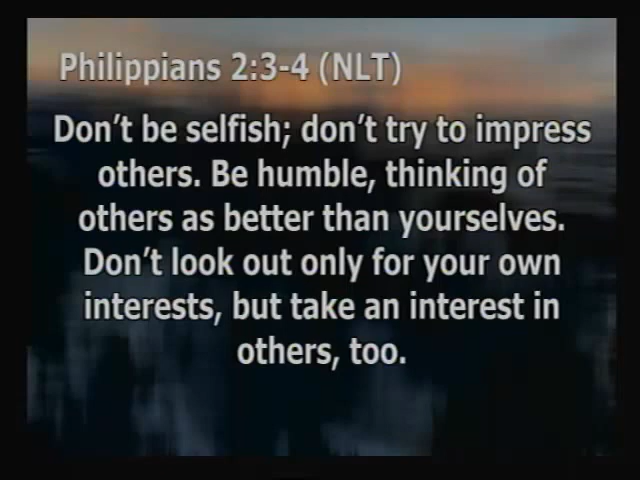 Philippians 2:3-4 (NLT)
Don't be selfish; don't try to impress
others. Be humble, thinking of
others as better than yourselves.
Don't look out only for your own
interests, but take an interest in
others, too.